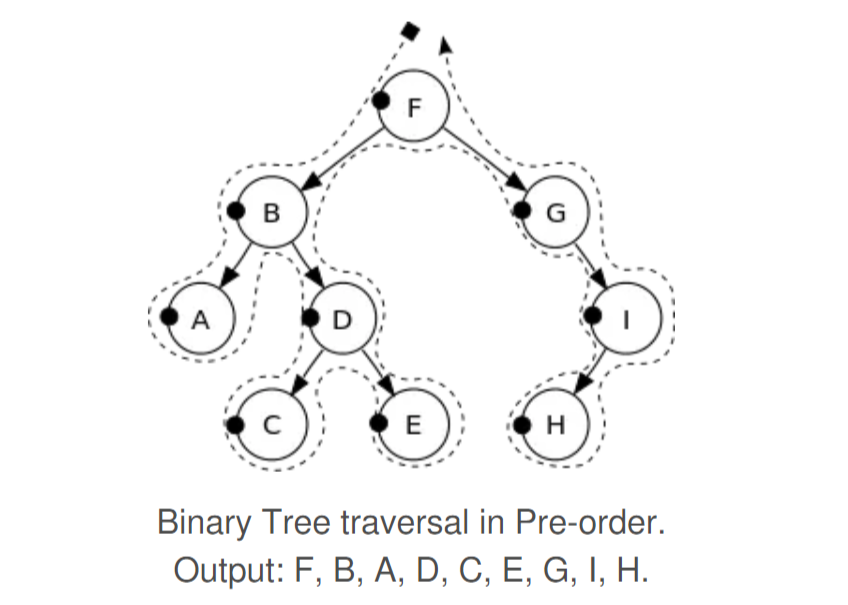 F
B
G
A
D
I
C
E
H
Binary Tree traversal in Pre-order.
Output: F, B, A, D, C, E, G, I, H.